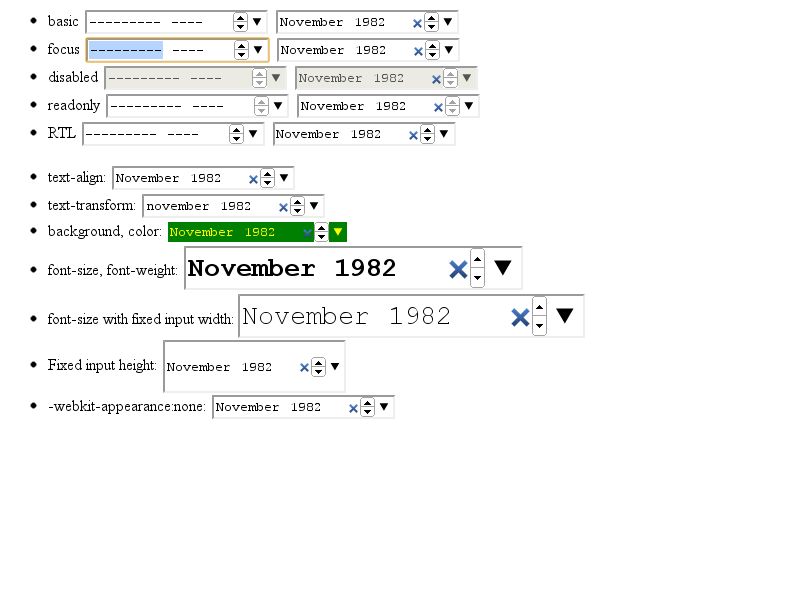 basic --------- ---- November 1982
focus --------- ---- November 1982
disabled --------- ---- November 1982
readonly --------- ---- November 1982
RTL --------- ---- November 1982
text-align: November 1982
text-transform: november 1982
background, color: November 1982
font-size, font-weight: November 1982
font-size with fixed input width: November 1982
Fixed input height: November 1982
-webkit-appearance:none: November 1982